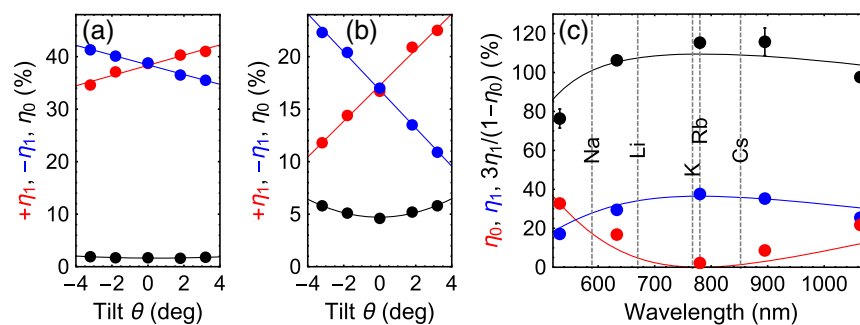 (a)
(b)
(c)
+η1, −η1, η0 (%)
40
30
20
10
0
−4 −2 0 2 4
Tilt θ (deg)
+η1, −η1, η0 (%)
20
15
10
5
0
−4 −2 0 2 4
Tilt θ (deg)
η0, η1, 3η1/(1−η0) (%)
120
100
80
60
40
20
0
Na
Li
K
Rb
Cs
600 700 800 900 1000
Wavelength (nm)